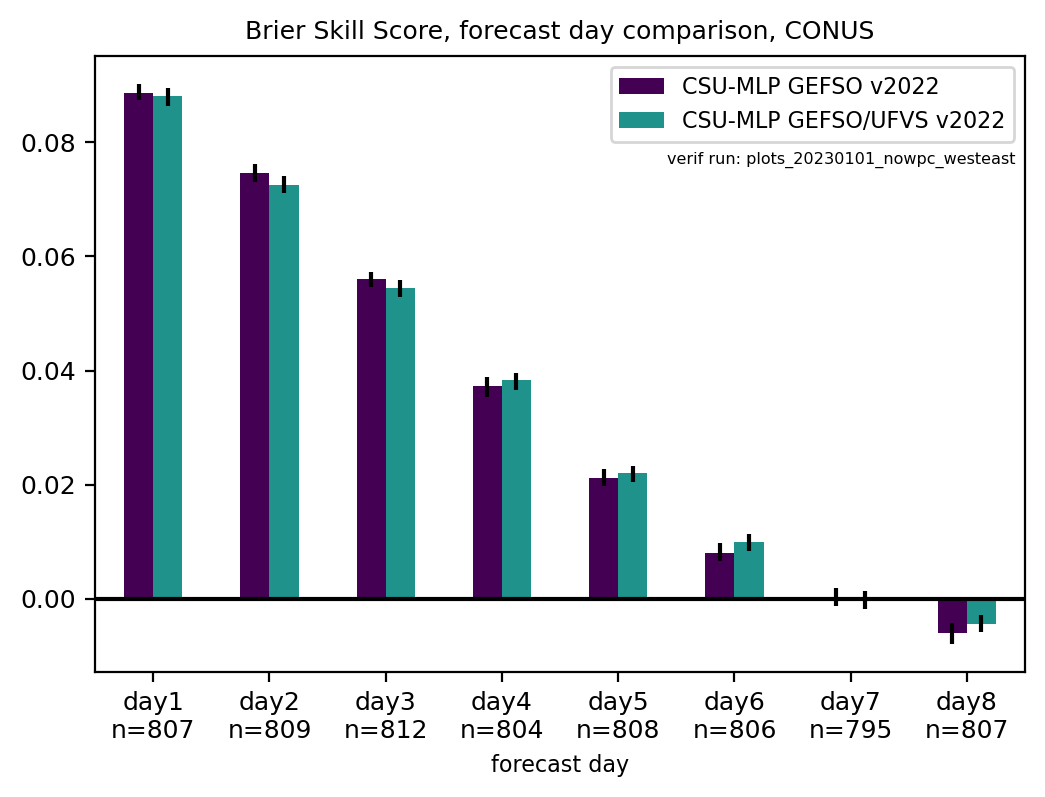 Brier Skill Score, forecast day comparison, CONUS
CSU-MLP GEFSO v2022
CSU-MLP GEFSO/UFVS v2022
verif run: plots_20230101_nowpc_westeast
0.08
0.06
0.04
0.02
0.00
day1 day2 day3 day4 day5 day6 day7 day8
n=807 n=809 n=812 n=804 n=808 n=806 n=795 n=807
forecast day